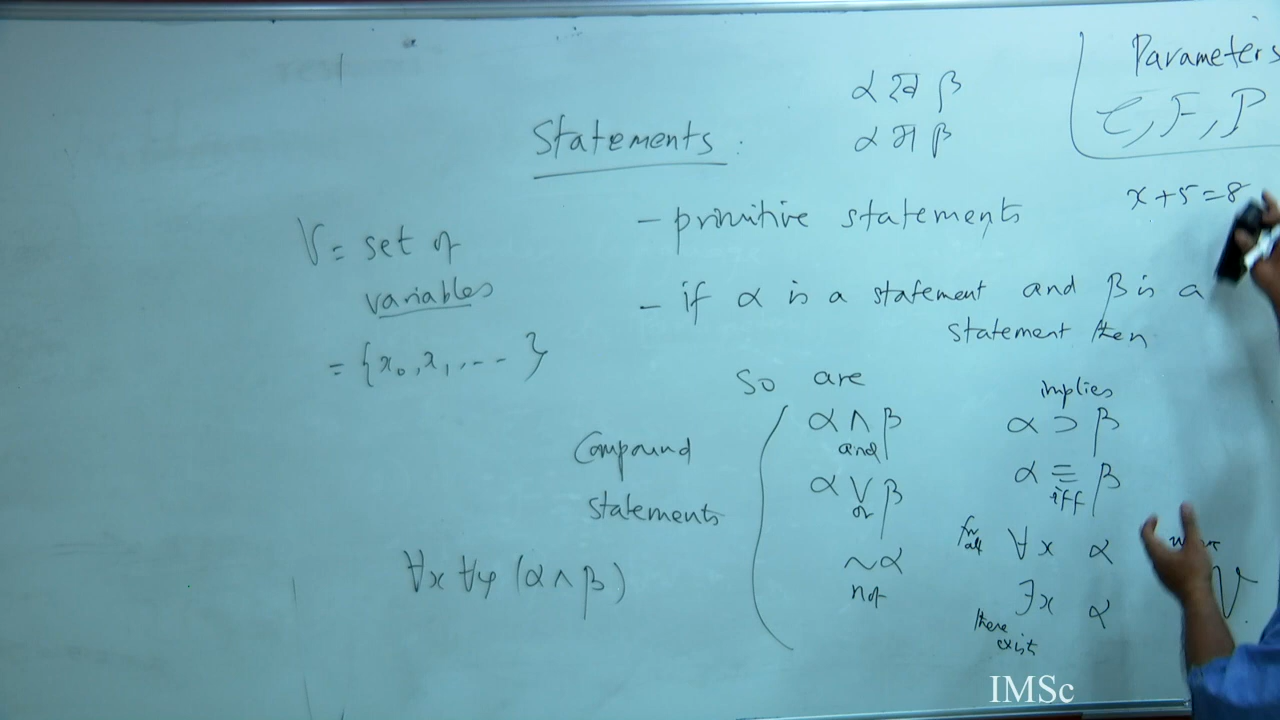 Parameters
C, F, P
α ख β
α म β
Statements :
x + 5 = 8
- primitive statements
V = set of
variables
= {x₀, x₁, --- }
- if α is a statement and β is a
statement then
so are
Compound
statements
α ∧ β
and
α ∨ β
or
~α
not
implies
α ⊃ β
α ≡ β
iff
for all ∀x α
∃x α
there
exist
V
∀x ∀y (α ∧ β)
IMSc